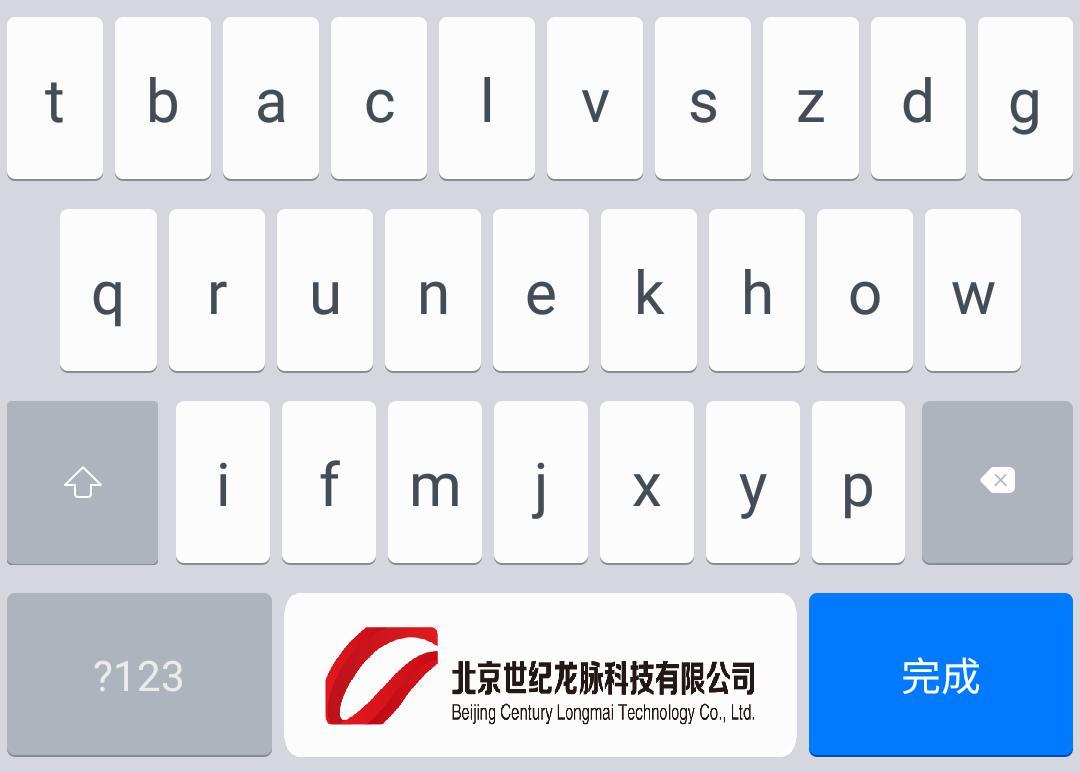 t b a c l v s z d g
q r u n e k h o w
i f m j x y p
?123
北京世纪龙脉科技有限公司
Beijing Century Longmai Technology Co., Ltd.
完成